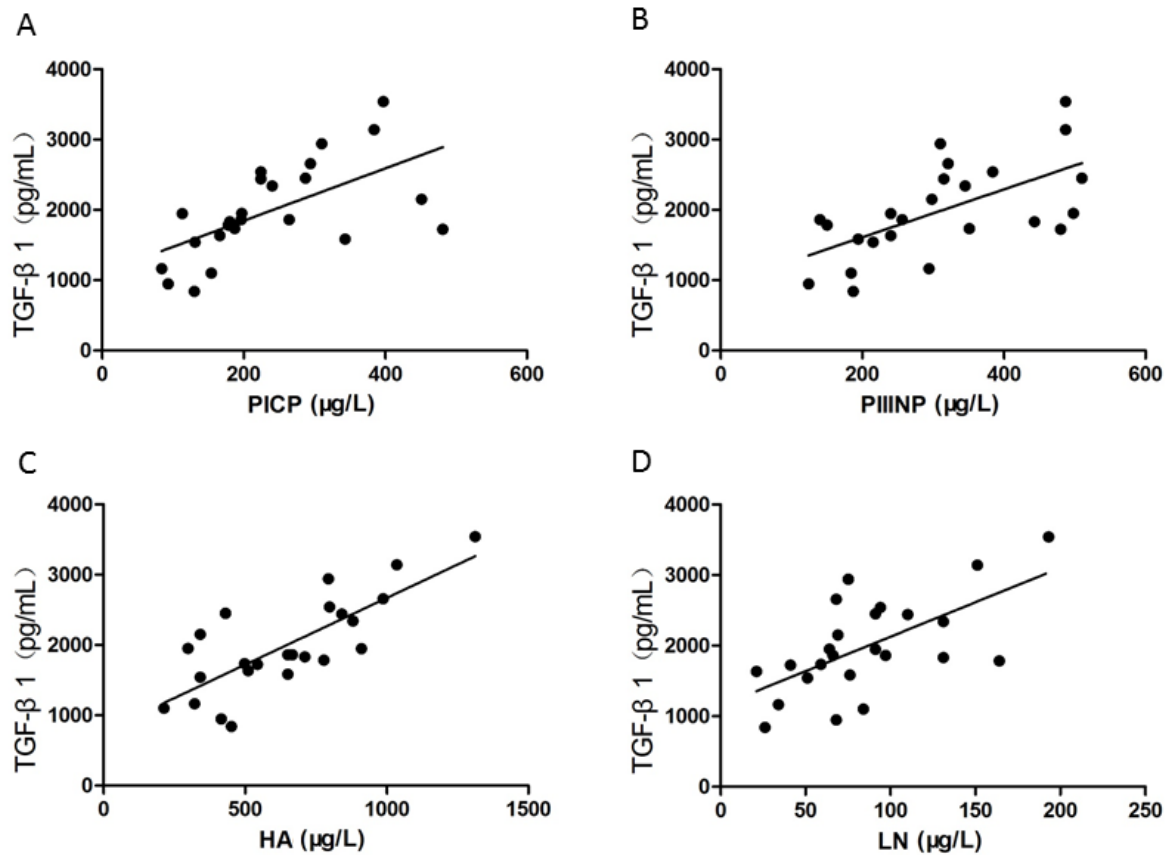 A
4000
3000
2000
1000
0
TGF-β 1 (pg/mL)
0 200 400 600
PICP (μg/L)
B
4000
3000
2000
1000
0
TGF-β 1 (pg/mL)
0 200 400 600
PIIINP (μg/L)
C
4000
3000
2000
1000
0
TGF-β 1 (pg/mL)
0 500 1000 1500
HA (μg/L)
D
4000
3000
2000
1000
0
TGF-β 1 (pg/mL)
0 50 100 150 200 250
LN (μg/L)